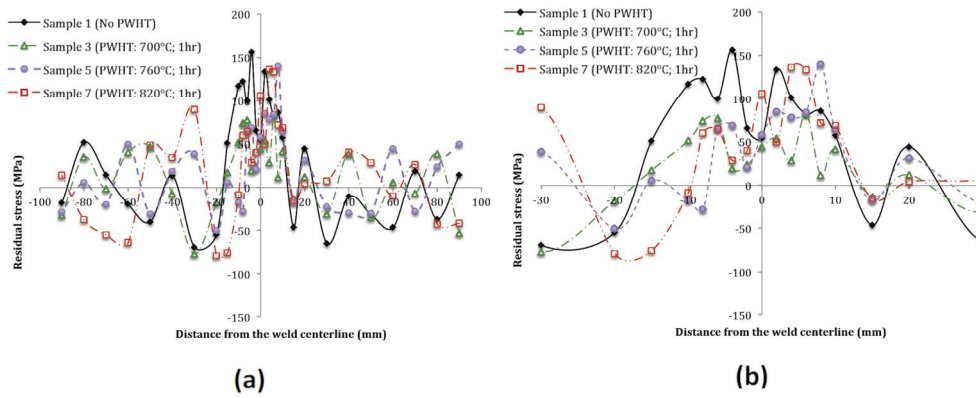 Sample 1 (No PWHT)
Sample 3 (PWHT: 700°C; 1hr)
Sample 5 (PWHT: 760°C; 1hr)
Sample 7 (PWHT: 820°C; 1hr)
Residual stress (MPa)
200
150
100
50
0
-50
-100
-150
-100 -80 -60 -40 -20 0 20 40 60 80 100
Distance from the weld centerline (mm)
(a)
Sample 1 (No PWHT)
Sample 3 (PWHT: 700°C; 1hr)
Sample 5 (PWHT: 760°C; 1hr)
Sample 7 (PWHT: 820°C; 1hr)
Residual stress (MPa)
200
150
100
50
0
-50
-100
-150
-30 -20 -10 0 10 20
Distance from the weld centerline (mm)
(b)